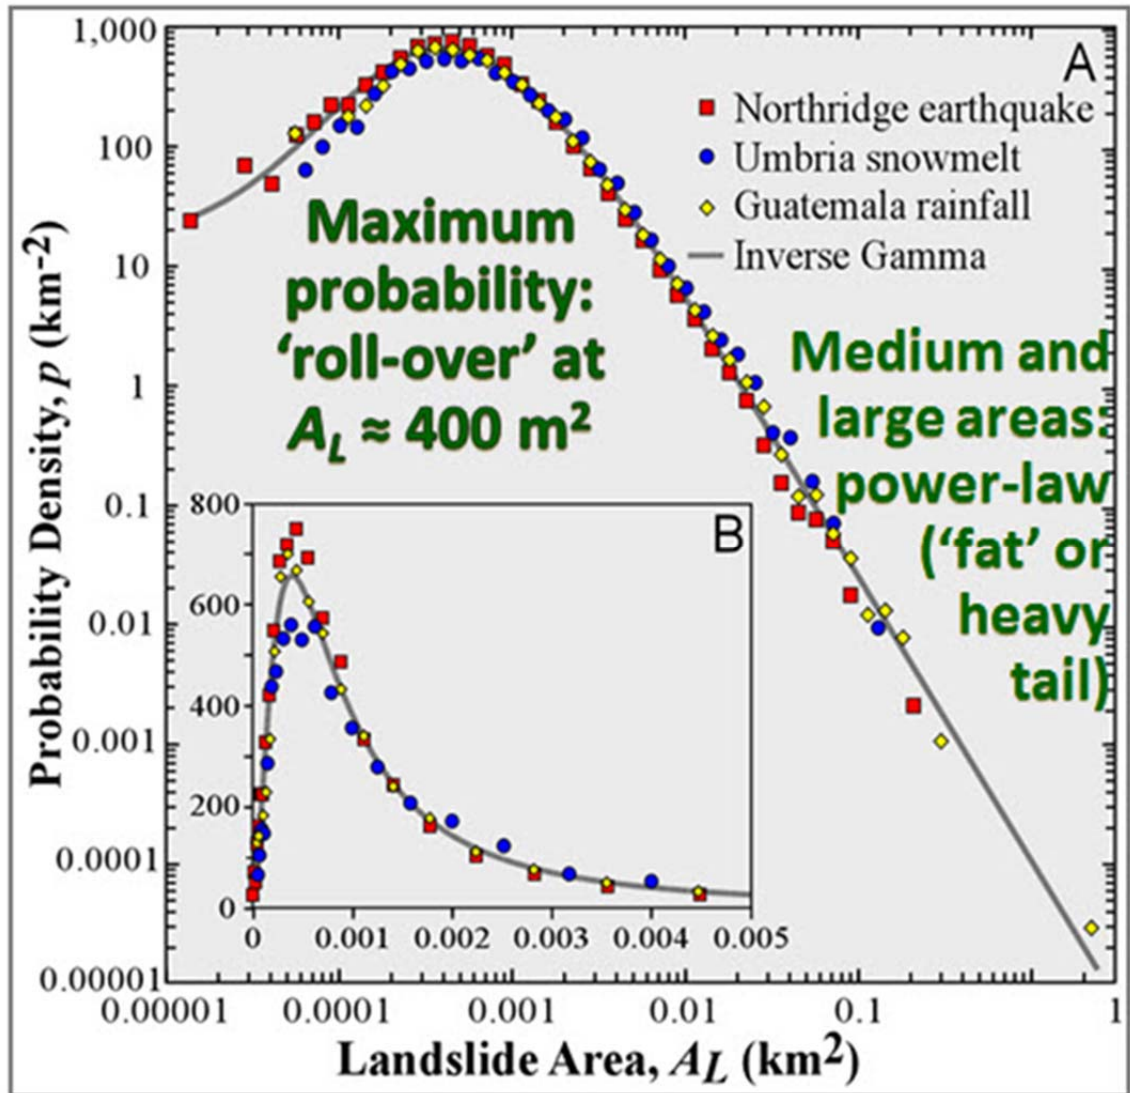 A
1,000
100
10
1
0.1
0.01
0.001
0.0001
0.00001
Probability Density, p (km-2)
Northridge earthquake
Umbria snowmelt
Guatemala rainfall
Inverse Gamma
Maximum
probability:
‘roll-over’ at
AL ≈ 400 m2
Medium and
large areas:
power-law
(‘fat’ or
heavy
tail)
B
800
600
400
200
0
0 0.001 0.002 0.003 0.004 0.005
0.00001 0.0001 0.001 0.01 0.1 1
Landslide Area, AL (km2)